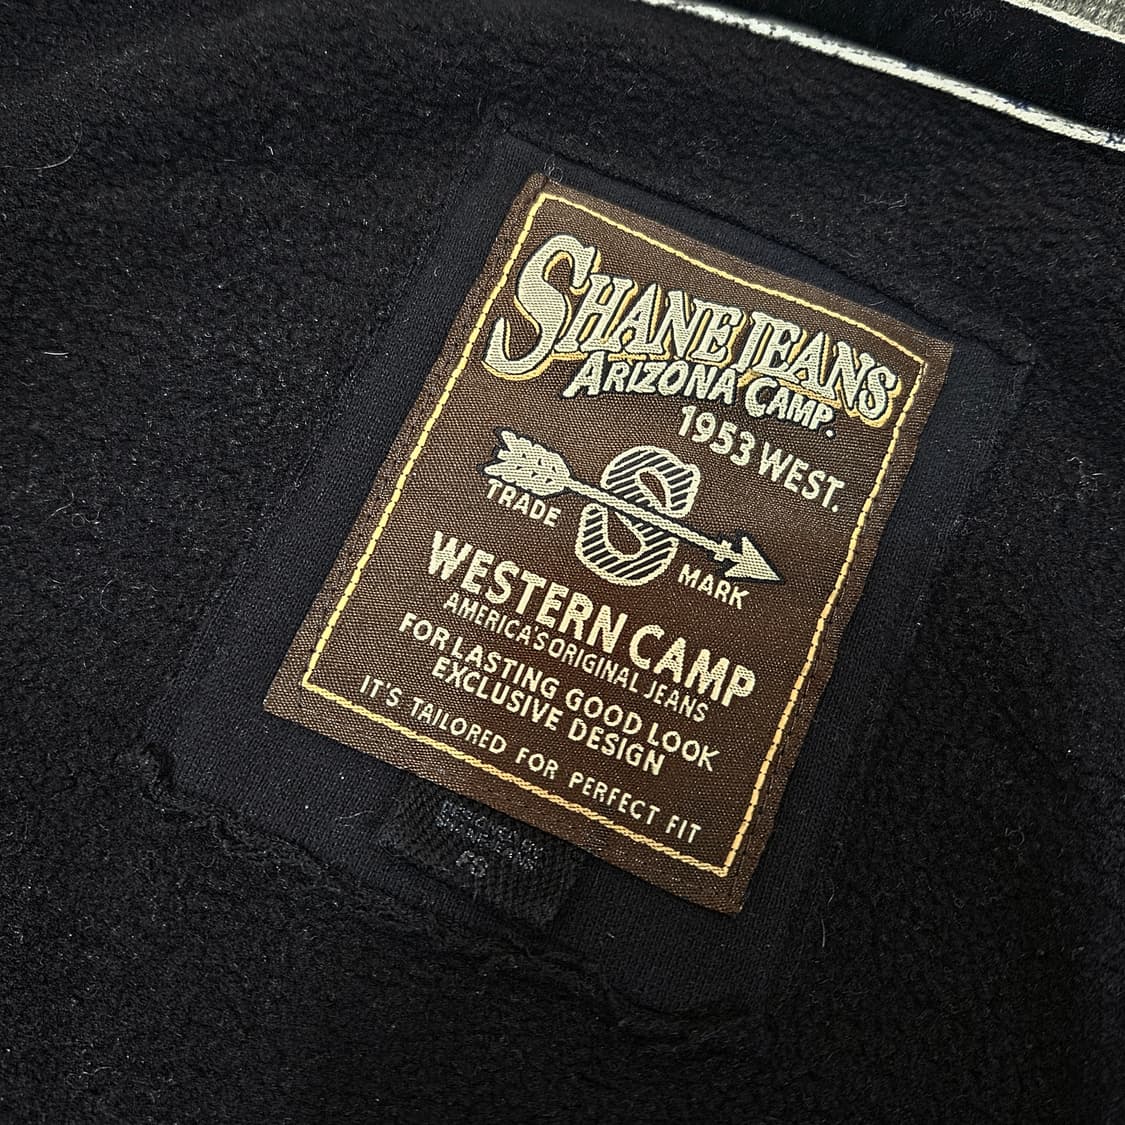 SHANE JEANS
ARIZONA CAMP.
1953 WEST.
S
TRADE MARK
WESTERN CAMP
AMERICA'S ORIGINAL JEANS
FOR LASTING GOOD LOOK
EXCLUSIVE DESIGN
IT'S TAILORED FOR PERFECT FIT